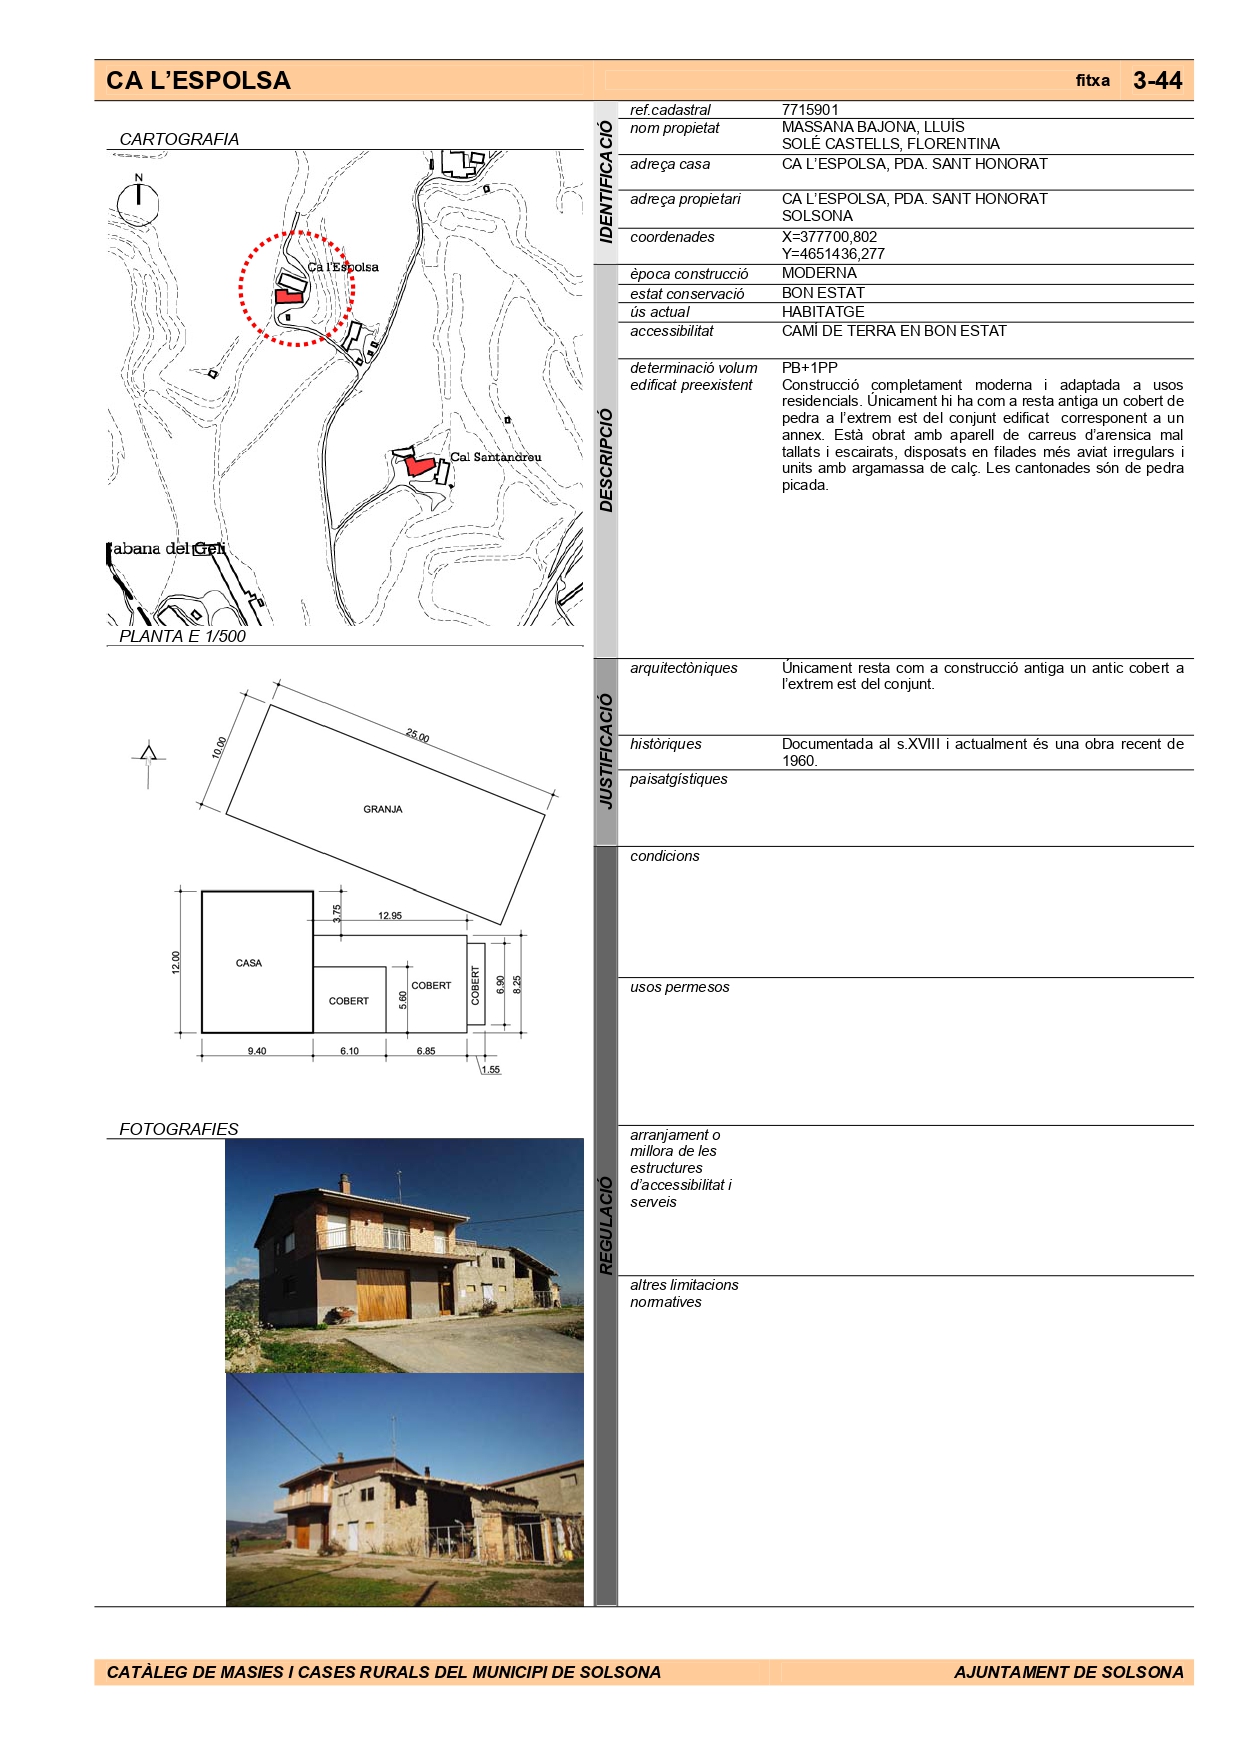 CA L’ESPOLSA
fitxa 3-44
CARTOGRAFIA
N
Ca l'Espolsa
Cal Santandreu
abana del Geli
PLANTA E 1/500
10.00
25.00
GRANJA
3.75
12.95
12.00
CASA
COBERT
5.60
COBERT
COBERT
6.90
8.25
9.40
6.10
6.85
1.55
FOTOGRAFIES
IDENTIFICACIÓ
ref.cadastral 7715901
nom propietat MASSANA BAJONA, LLUÍS
SOLÉ CASTELLS, FLORENTINA
adreça casa CA L’ESPOLSA, PDA. SANT HONORAT
adreça propietari CA L’ESPOLSA, PDA. SANT HONORAT
SOLSONA
coordenades X=377700,802
Y=4651436,277
DESCRIPCIÓ
època construcció MODERNA
estat conservació BON ESTAT
ús actual HABITATGE
accessibilitat CAMÍ DE TERRA EN BON ESTAT
determinació volum PB+1PP
edificat preexistent Construcció completament moderna i adaptada a usos
residencials. Únicament hi ha com a resta antiga un cobert de
pedra a l’extrem est del conjunt edificat corresponent a un
annex. Està obrat amb aparell de carreus d’arensica mal
tallats i escairats, disposats en filades més aviat irregulars i
units amb argamassa de calç. Les cantonades són de pedra
picada.
JUSTIFICACIÓ
arquitectòniques Únicament resta com a construcció antiga un antic cobert a
l’extrem est del conjunt.
històriques Documentada al s.XVIII i actualment és una obra recent de
1960.
paisatgístiques
REGULACIÓ
condicions
usos permesos
arranjament o
millora de les
estructures
d’accessibilitat i
serveis
altres limitacions
normatives
CATÀLEG DE MASIES I CASES RURALS DEL MUNICIPI DE SOLSONA
AJUNTAMENT DE SOLSONA